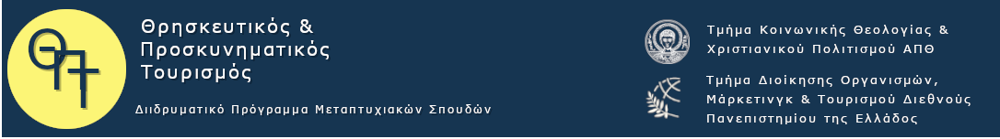 Θρησκευτικός &
Προσκυνηματικός
Τουρισμός
Διιδρυματικό Πρόγραμμα Μεταπτυχιακών Σπουδών
Τμήμα Κοινωνικής Θεολογίας &
Χριστιανικού Πολιτισμού ΑΠΘ
Τμήμα Διοίκησης Οργανισμών,
Μάρκετινγκ & Τουρισμού Διεθνούς
Πανεπιστημίου της Ελλάδος